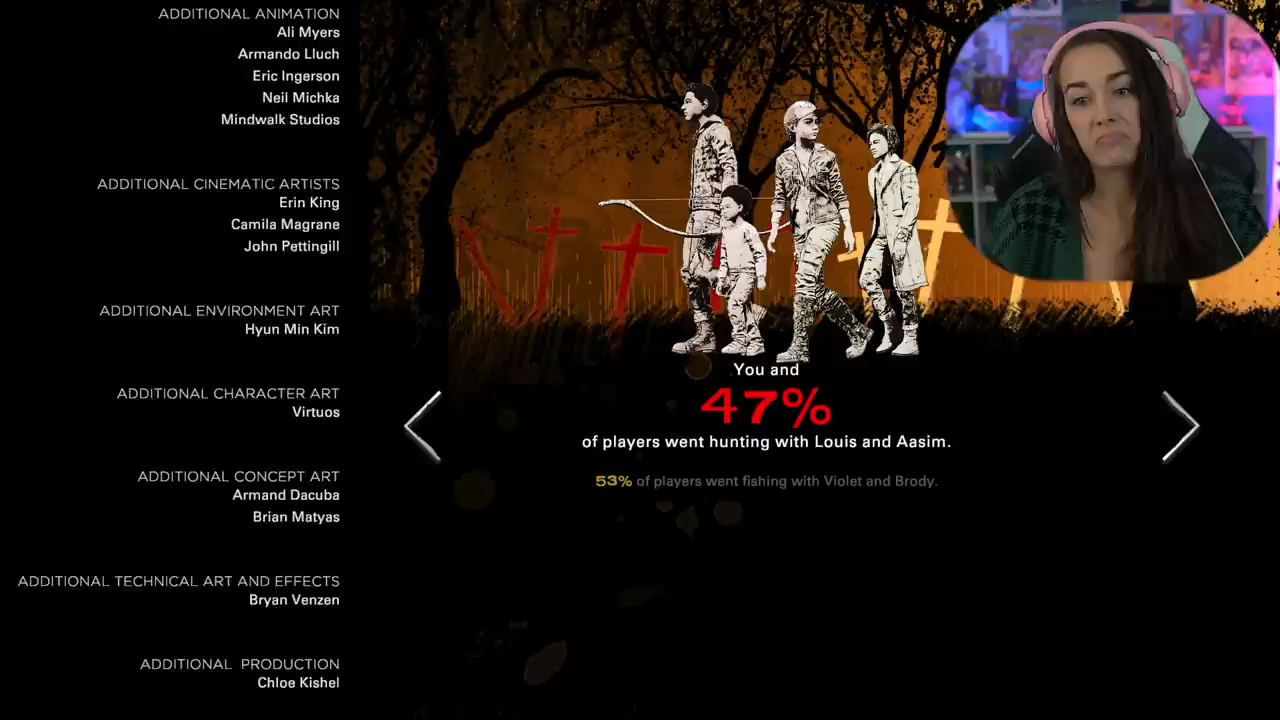 ADDITIONAL ANIMATION
Ali Myers
Armando Lluch
Eric Ingerson
Neil Michka
Mindwalk Studios
ADDITIONAL CINEMATIC ARTISTS
Erin King
Camila Magrane
John Pettingill
ADDITIONAL ENVIRONMENT ART
Hyun Min Kim
ADDITIONAL CHARACTER ART
Virtuos
ADDITIONAL CONCEPT ART
Armand Dacuba
Brian Matyas
ADDITIONAL TECHNICAL ART AND EFFECTS
Bryan Venzen
ADDITIONAL PRODUCTION
Chloe Kishel
You and
47%
of players went hunting with Louis and Aasim.
53% of players went fishing with Violet and Brody.